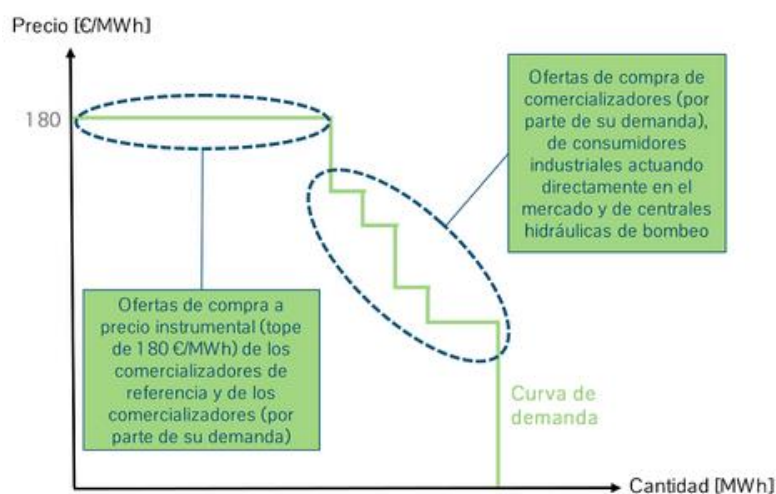 Precio [€/MWh]
180
Ofertas de compra de
comercializadores (por
parte de su demanda),
de consumidores
industriales actuando
directamente en el
mercado y de centrales
hidráulicas de bombeo
Ofertas de compra a
precio instrumental (tope
de 180 €/MWh) de los
comercializadores de
referencia y de los
comercializadores (por
parte de su demanda)
Curva de
demanda
Cantidad [MWh]